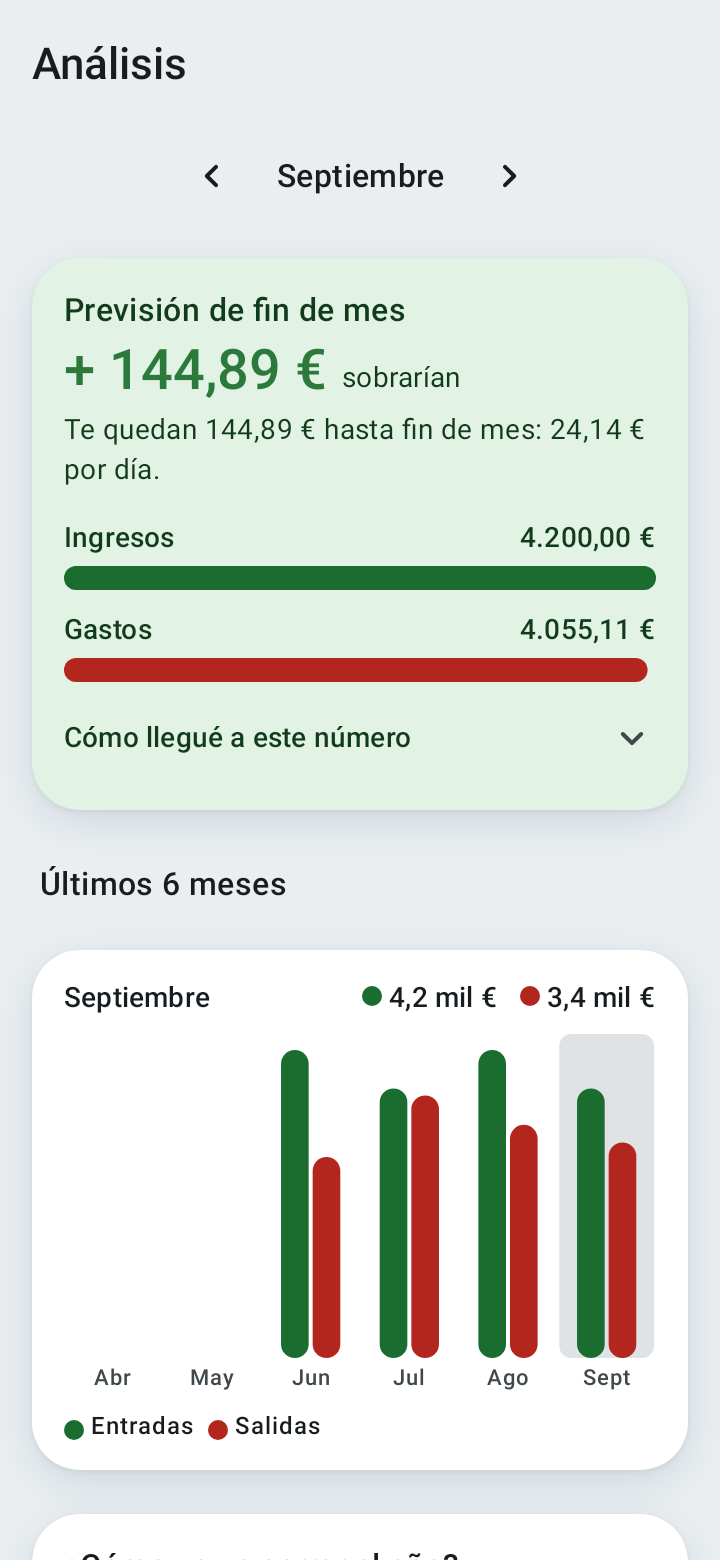 Análisis
Septiembre
Previsión de fin de mes
+ 144,89 € sobrarían
Te quedan 144,89 € hasta fin de mes: 24,14 €
por día.
Ingresos 4.200,00 €
Gastos 4.055,11 €
Cómo llegué a este número
Últimos 6 meses
Septiembre 4,2 mil € 3,4 mil €
Abr May Jun Jul Ago Sept
Entradas Salidas